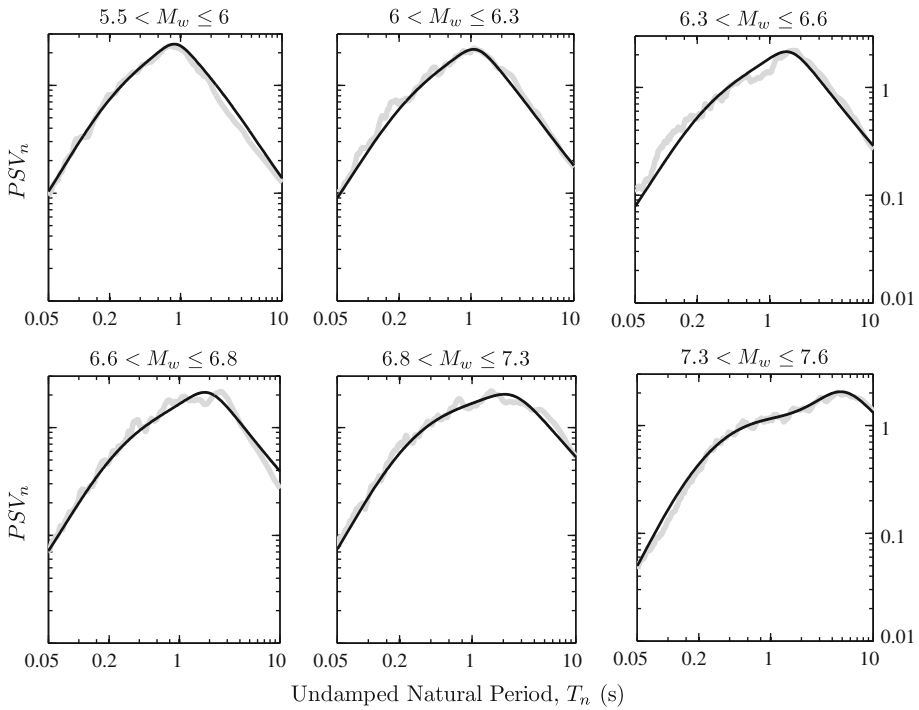 5.5 < M_w ≤ 6
6 < M_w ≤ 6.3
6.3 < M_w ≤ 6.6
PSV_n
1
0.1
0.01
0.05 0.2 1 10
0.05 0.2 1 10
0.05 0.2 1 10
6.6 < M_w ≤ 6.8
6.8 < M_w ≤ 7.3
7.3 < M_w ≤ 7.6
PSV_n
1
0.1
0.01
0.05 0.2 1 10
0.05 0.2 1 10
0.05 0.2 1 10
Undamped Natural Period, T_n (s)